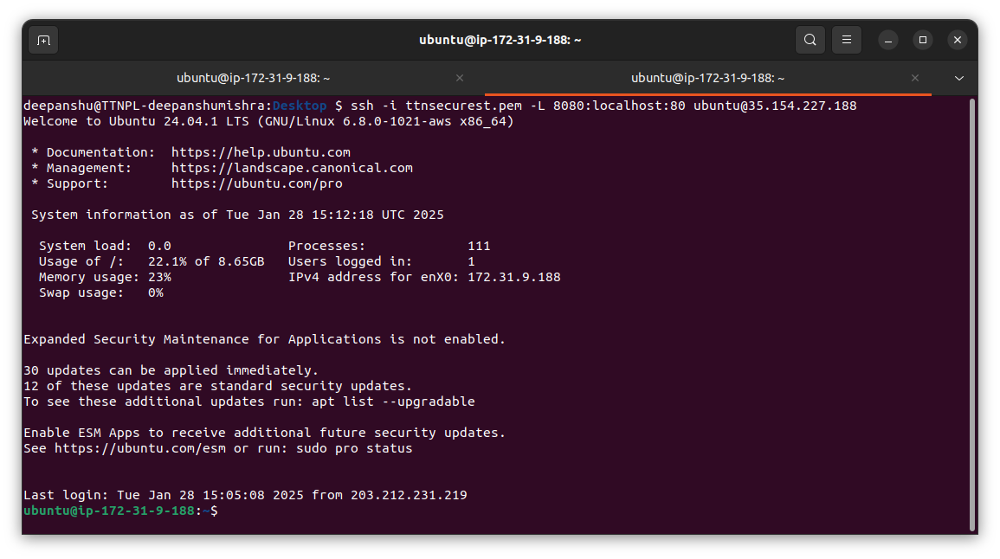 ubuntu@ip-172-31-9-188: ~
ubuntu@ip-172-31-9-188: ~ ubuntu@ip-172-31-9-188: ~
deepanshu@TTNPL-deepanshumishra:Desktop $ ssh -i ttnsecurest.pem -L 8080:localhost:80 ubuntu@35.154.227.188
Welcome to Ubuntu 24.04.1 LTS (GNU/Linux 6.8.0-1021-aws x86_64)

 * Documentation:  https://help.ubuntu.com
 * Management:     https://landscape.canonical.com
 * Support:        https://ubuntu.com/pro

 System information as of Tue Jan 28 15:12:18 UTC 2025

  System load:  0.0               Processes:             111
  Usage of /:   22.1% of 8.65GB   Users logged in:       1
  Memory usage: 23%               IPv4 address for enX0: 172.31.9.188
  Swap usage:   0%

Expanded Security Maintenance for Applications is not enabled.

30 updates can be applied immediately.
12 of these updates are standard security updates.
To see these additional updates run: apt list --upgradable

Enable ESM Apps to receive additional future security updates.
See https://ubuntu.com/esm or run: sudo pro status

Last login: Tue Jan 28 15:05:08 2025 from 203.212.231.219
ubuntu@ip-172-31-9-188:~$